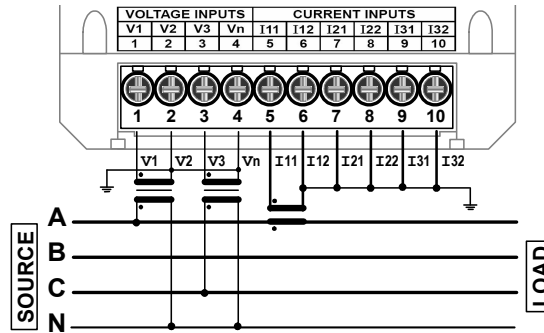 VOLTAGE INPUTS CURRENT INPUTS
V1 V2 V3 Vn I11 I12 I21 I22 I31 I32
1 2 3 4 5 6 7 8 9 10
1 2 3 4 5 6 7 8 9 10
V1 V2 V3 Vn I11 I12 I21 I22 I31 I32
A
B
C
N
SOURCE
LOAD